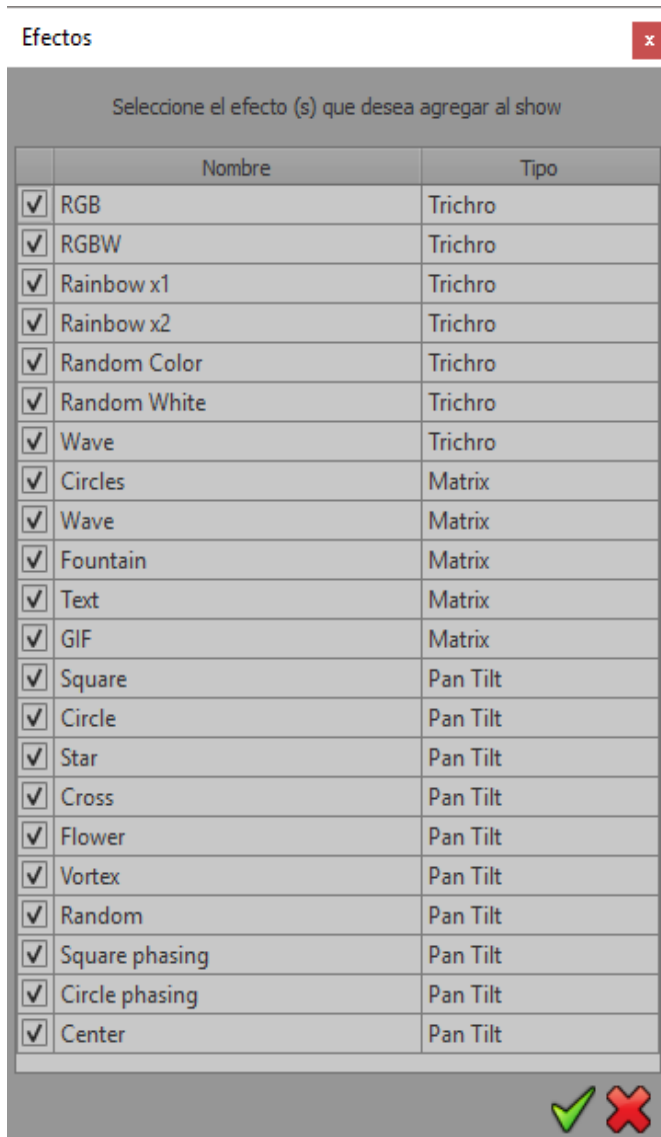 Efectos
x
Seleccione el efecto (s) que desea agregar al show
Nombre Tipo
RGB Trichro
RGBW Trichro
Rainbow x1 Trichro
Rainbow x2 Trichro
Random Color Trichro
Random White Trichro
Wave Trichro
Circles Matrix
Wave Matrix
Fountain Matrix
Text Matrix
GIF Matrix
Square Pan Tilt
Circle Pan Tilt
Star Pan Tilt
Cross Pan Tilt
Flower Pan Tilt
Vortex Pan Tilt
Random Pan Tilt
Square phasing Pan Tilt
Circle phasing Pan Tilt
Center Pan Tilt